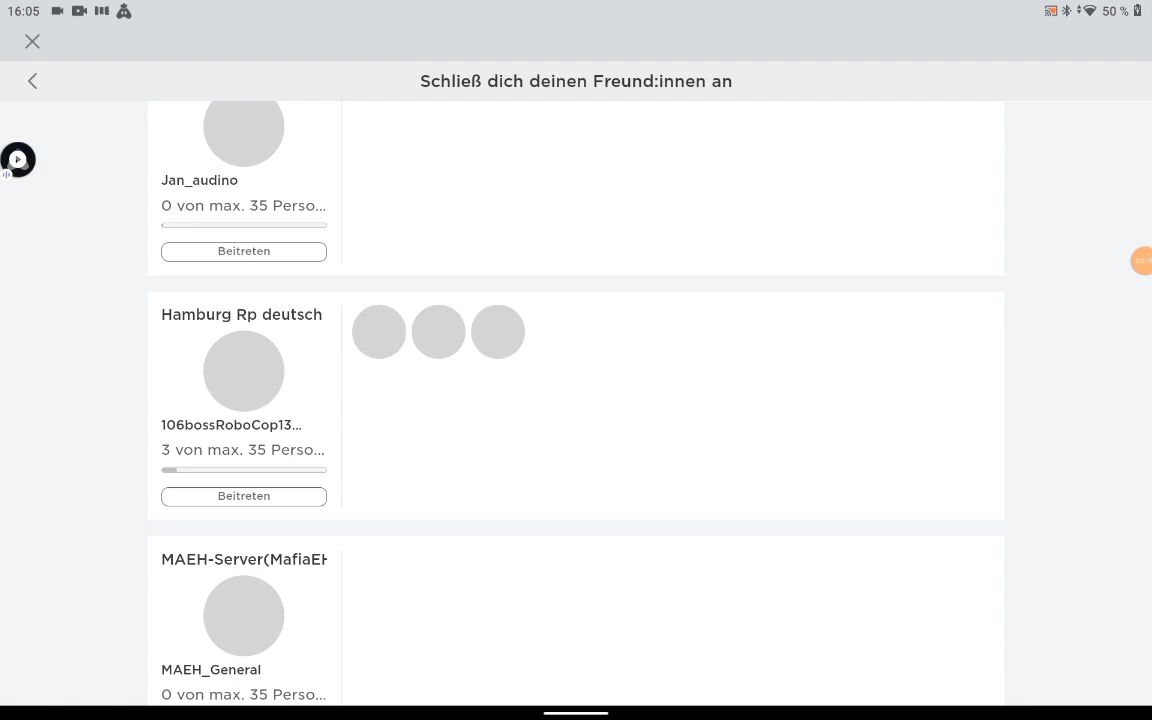 16:05
50 %
Schließ dich deinen Freund:innen an
Jan_audino
0 von max. 35 Perso...
Beitreten
Hamburg Rp deutsch
106bossRoboCop13...
3 von max. 35 Perso...
Beitreten
MAEH-Server(MafiaEH
MAEH_General
0 von max. 35 Perso...